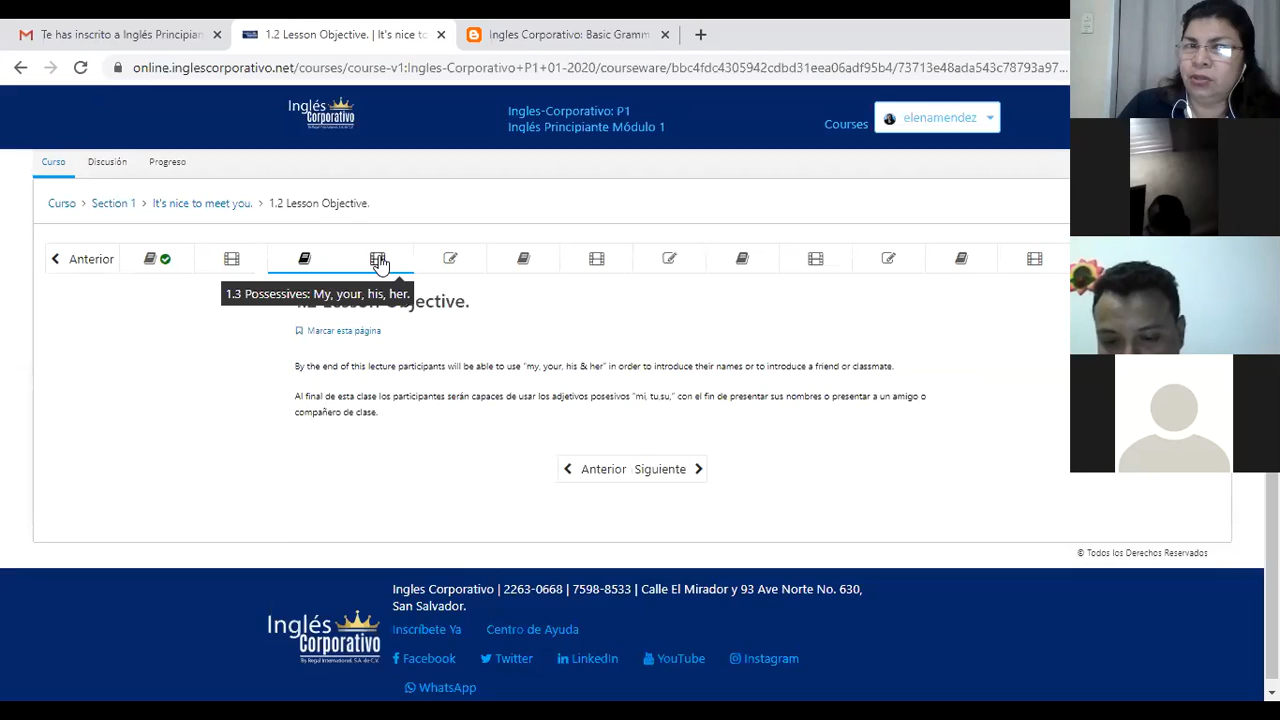 Te has inscrito a Inglés Principian
1.2 Lesson Objective. | It's nice to
Ingles Corporativo: Basic Gramm
online.inglescorporativo.net/courses/course-v1:Ingles-Corporativo+P1+01-2020/courseware/bbc4fdc4305942cdbd31eea06adf95b4/73713e48ada543c78793a97...
Inglés
Corporativo
Ingles-Corporativo: P1
Inglés Principiante Módulo 1
Courses
elenamendez
Curso
Discusión
Progreso
Curso > Section 1 > It's nice to meet you. > 1.2 Lesson Objective.
Anterior
1.3 Possessives: My, your, his, her.
1.2 Lesson Objective.
Marcar esta página
By the end of this lecture participants will be able to use "my, your, his & her" in order to introduce their names or to introduce a friend or classmate.
Al final de esta clase los participantes serán capaces de usar los adjetivos posesivos "mi, tu,su," con el fin de presentar sus nombres o presentar a un amigo o
compañero de clase.
Anterior Siguiente
© Todos los Derechos Reservados
Ingles Corporativo | 2263-0668 | 7598-8533 | Calle El Mirador y 93 Ave Norte No. 630,
San Salvador.
Inglés
Corporativo
Inscríbete Ya
Centro de Ayuda
Facebook
Twitter
LinkedIn
YouTube
Instagram
WhatsApp